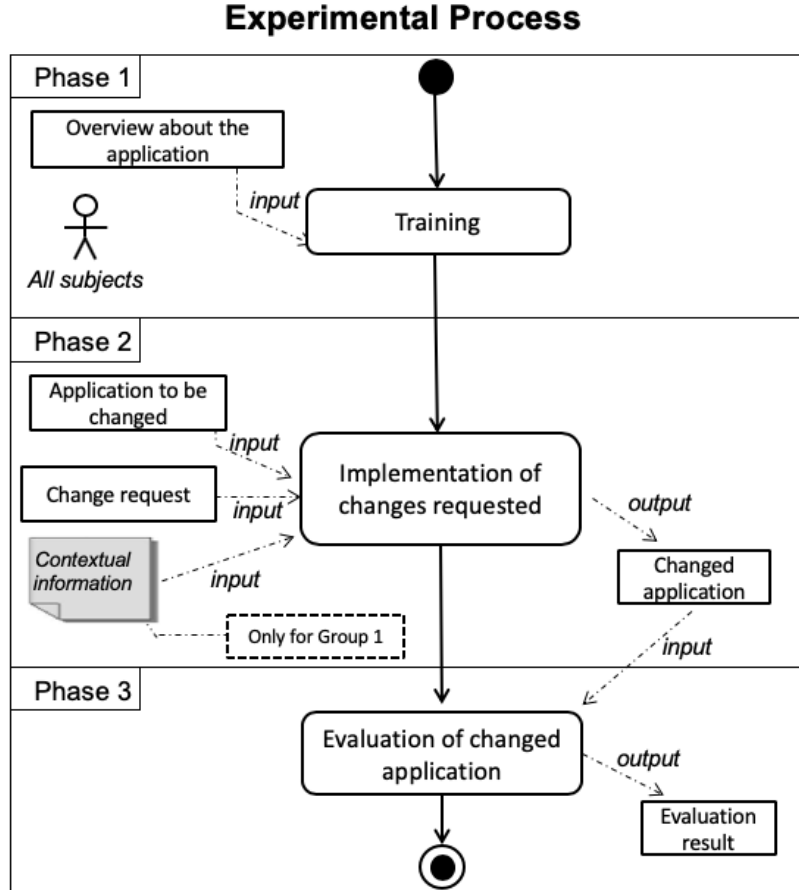 Experimental Process
Phase 1
Overview about the
application
input
Training
All subjects
Phase 2
Application to be
changed
input
Change request
input
Contextual
information
input
Only for Group 1
Implementation of
changes requested
output
Changed
application
input
Phase 3
Evaluation of changed
application
output
Evaluation
result